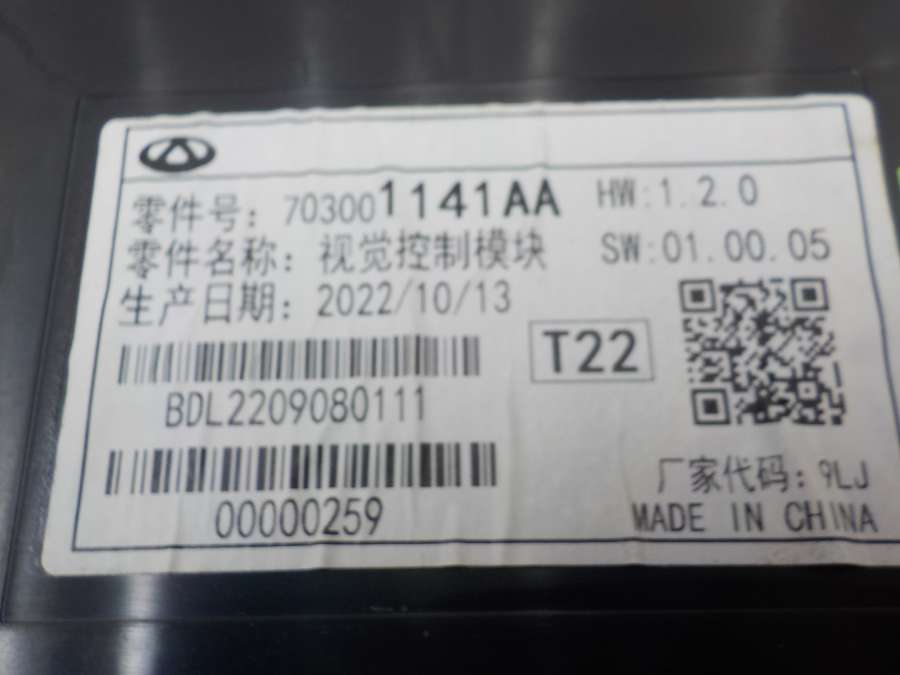 零件号: 703001141AA HW:1.2.0
零件名称: 视觉控制模块 SW:01.00.05
生产日期: 2022/10/13
T22
BDL2209080111
厂家代码: 9LJ
00000259
MADE IN CHINA